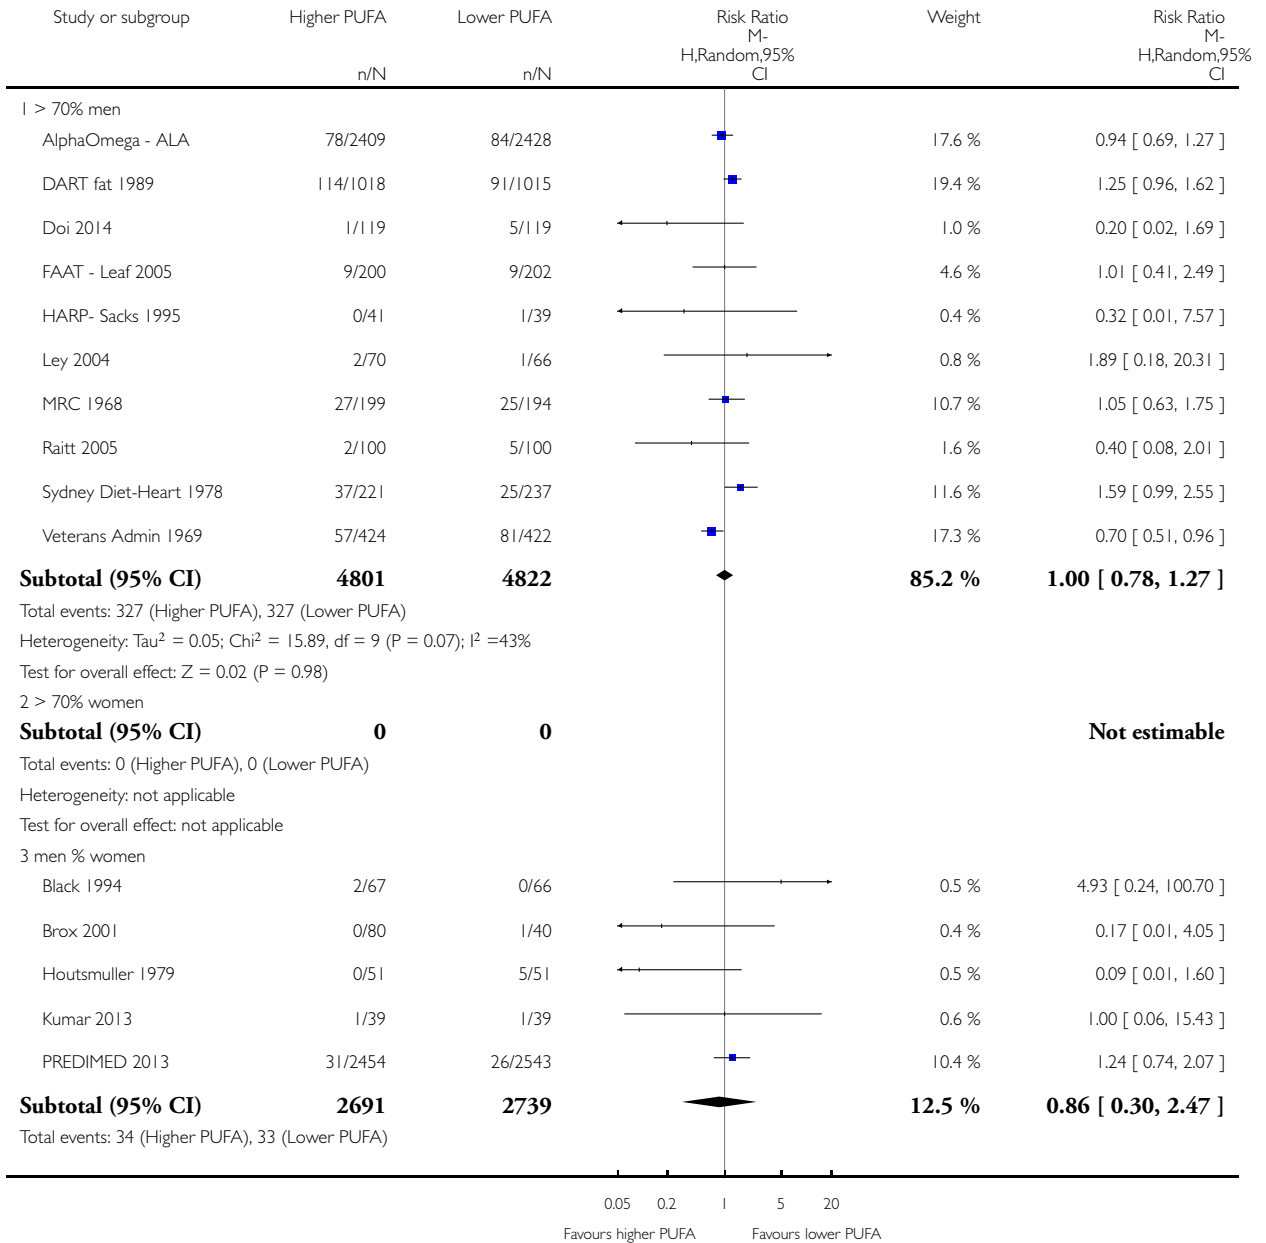 Study or subgroup Higher PUFA Lower PUFA Risk Ratio Weight Risk Ratio
M- M-
H,Random,95% H,Random,95%
n/N n/N CI CI
1 > 70% men
AlphaOmega - ALA 78/2409 84/2428 17.6 % 0.94 [ 0.69, 1.27 ]
DART fat 1989 114/1018 91/1015 19.4 % 1.25 [ 0.96, 1.62 ]
Doi 2014 1/119 5/119 1.0 % 0.20 [ 0.02, 1.69 ]
FAAT - Leaf 2005 9/200 9/202 4.6 % 1.01 [ 0.41, 2.49 ]
HARP- Sacks 1995 0/41 1/39 0.4 % 0.32 [ 0.01, 7.57 ]
Ley 2004 2/70 1/66 0.8 % 1.89 [ 0.18, 20.31 ]
MRC 1968 27/199 25/194 10.7 % 1.05 [ 0.63, 1.75 ]
Raitt 2005 2/100 5/100 1.6 % 0.40 [ 0.08, 2.01 ]
Sydney Diet-Heart 1978 37/221 25/237 11.6 % 1.59 [ 0.99, 2.55 ]
Veterans Admin 1969 57/424 81/422 17.3 % 0.70 [ 0.51, 0.96 ]
Subtotal (95% CI) 4801 4822 85.2 % 1.00 [ 0.78, 1.27 ]
Total events: 327 (Higher PUFA), 327 (Lower PUFA)
Heterogeneity: Tau² = 0.05; Chi² = 15.89, df = 9 (P = 0.07); I² =43%
Test for overall effect: Z = 0.02 (P = 0.98)
2 > 70% women
Subtotal (95% CI) 0 0 Not estimable
Total events: 0 (Higher PUFA), 0 (Lower PUFA)
Heterogeneity: not applicable
Test for overall effect: not applicable
3 men % women
Black 1994 2/67 0/66 0.5 % 4.93 [ 0.24, 100.70 ]
Brox 2001 0/80 1/40 0.4 % 0.17 [ 0.01, 4.05 ]
Houtsmuller 1979 0/51 5/51 0.5 % 0.09 [ 0.01, 1.60 ]
Kumar 2013 1/39 1/39 0.6 % 1.00 [ 0.06, 15.43 ]
PREDIMED 2013 31/2454 26/2543 10.4 % 1.24 [ 0.74, 2.07 ]
Subtotal (95% CI) 2691 2739 12.5 % 0.86 [ 0.30, 2.47 ]
Total events: 34 (Higher PUFA), 33 (Lower PUFA)
0.05 0.2 1 5 20
Favours higher PUFA Favours lower PUFA